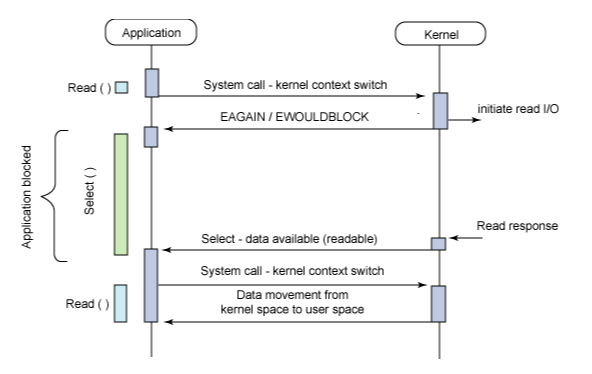 Application
Kernel
Read ( )
System call - kernel context switch
initiate read I/O
EAGAIN / EWOULDBLOCK
Application blocked
Select ( )
Read response
Select - data available (readable)
System call - kernel context switch
Read ( )
Data movement from
kernel space to user space